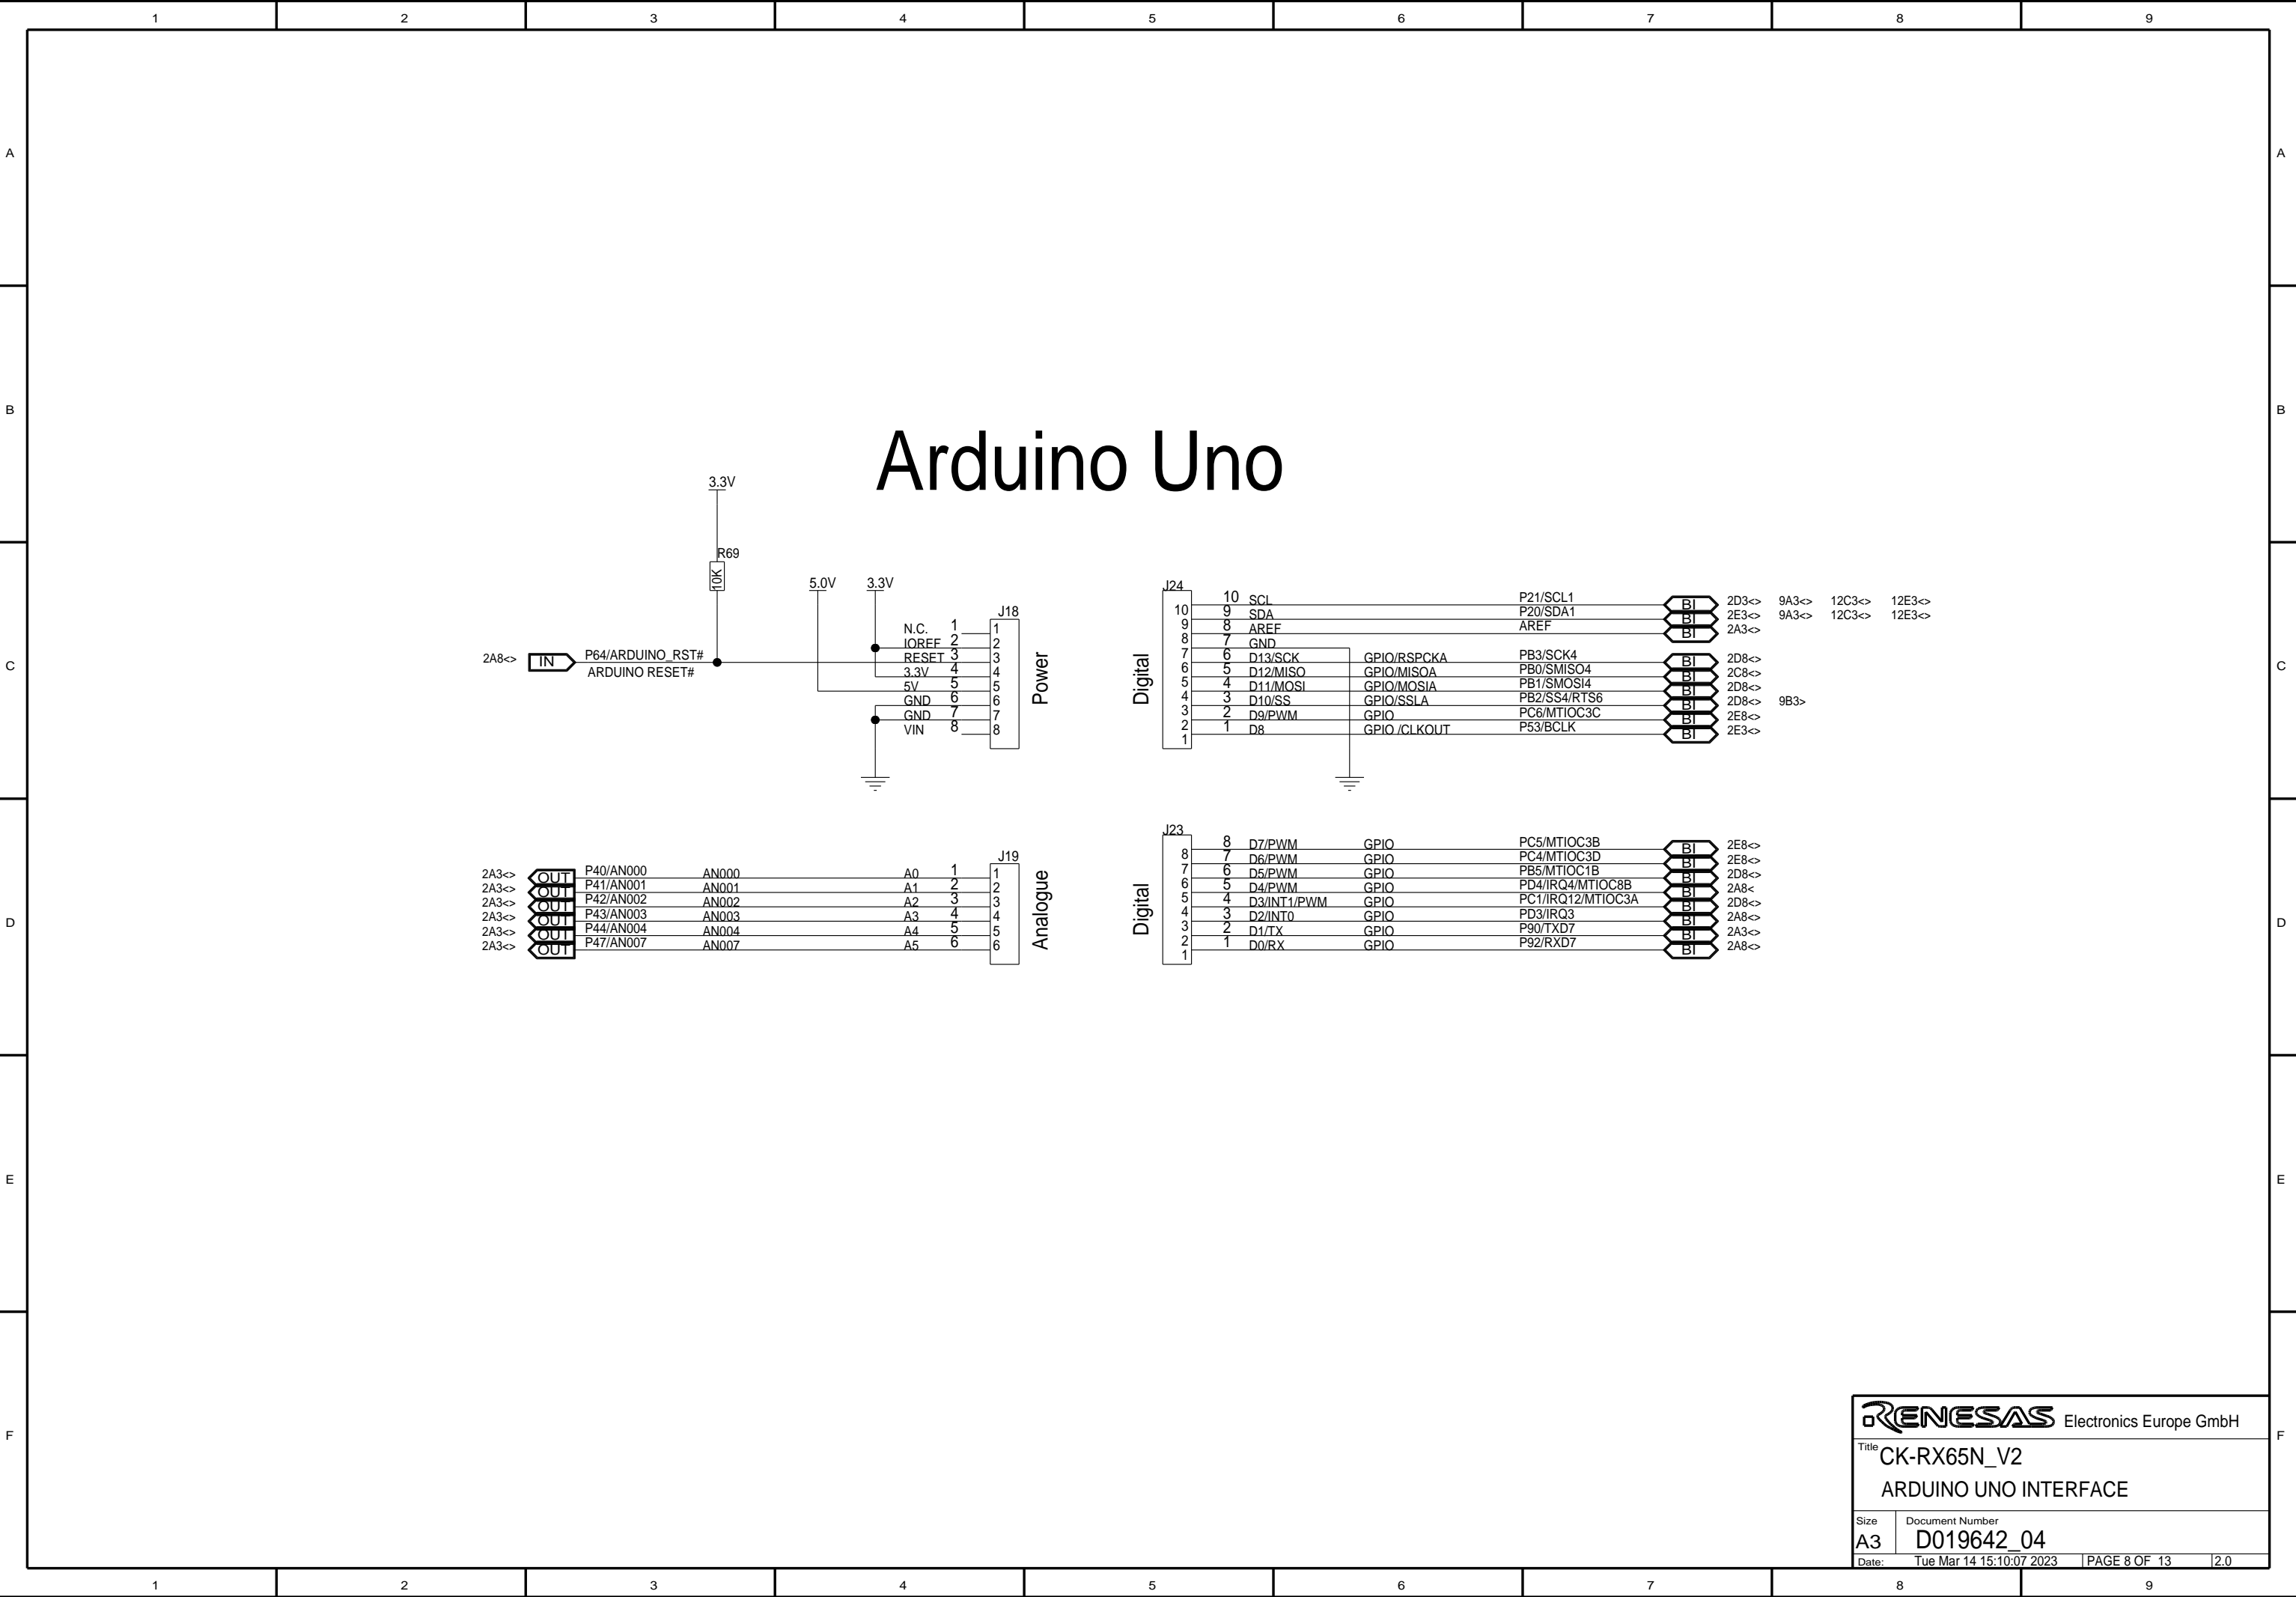 1 2 3 4 5 6 7 8 9
A A
B B
Arduino Uno
3.3V
R69
10K
5.0V 3.3V
J18
N.C. 1 1
IOREF 2 2
2A8<> IN P64/ARDUINO_RST# RESET 3 3
ARDUINO RESET# 3.3V 4 4
5V 5 5
GND 6 6
GND 7 7
VIN 8 8
Power
J24
Digital
10 10 SCL P21/SCL1 BI 2D3<> 9A3<> 12C3<> 12E3<>
9 9 SDA P20/SDA1 BI 2E3<> 9A3<> 12C3<> 12E3<>
8 8 AREF AREF BI 2A3<>
7 7 GND
6 6 D13/SCK GPIO/RSPCKA PB3/SCK4 BI 2D8<>
5 5 D12/MISO GPIO/MISOA PB0/SMISO4 BI 2C8<>
4 4 D11/MOSI GPIO/MOSIA PB1/SMOSI4 BI 2D8<>
3 3 D10/SS GPIO/SSLA PB2/SS4/RTS6 BI 2D8<> 9B3>
2 2 D9/PWM GPIO PC6/MTIOC3C BI 2E8<>
1 1 D8 GPIO /CLKOUT P53/BCLK BI 2E3<>
C C
J19
2A3<> OUT P40/AN000 AN000 A0 1 1
2A3<> OUT P41/AN001 AN001 A1 2 2
2A3<> OUT P42/AN002 AN002 A2 3 3
2A3<> OUT P43/AN003 AN003 A3 4 4
2A3<> OUT P44/AN004 AN004 A4 5 5
2A3<> OUT P47/AN007 AN007 A5 6 6
Analogue
J23
Digital
8 8 D7/PWM GPIO PC5/MTIOC3B BI 2E8<>
7 7 D6/PWM GPIO PC4/MTIOC3D BI 2E8<>
6 6 D5/PWM GPIO PB5/MTIOC1B BI 2D8<>
5 5 D4/PWM GPIO PD4/IRQ4/MTIOC8B BI 2A8<
4 4 D3/INT1/PWM GPIO PC1/IRQ12/MTIOC3A BI 2D8<>
3 3 D2/INT0 GPIO PD3/IRQ3 BI 2A8<>
2 2 D1/TX GPIO P90/TXD7 BI 2A3<>
1 1 D0/RX GPIO P92/RXD7 BI 2A8<>
D D
E E
F F
RENESAS Electronics Europe GmbH
Title CK-RX65N_V2
ARDUINO UNO INTERFACE
Size Document Number
A3 D019642_04
Date: Tue Mar 14 15:10:07 2023 PAGE 8 OF 13 2.0
1 2 3 4 5 6 7 8 9